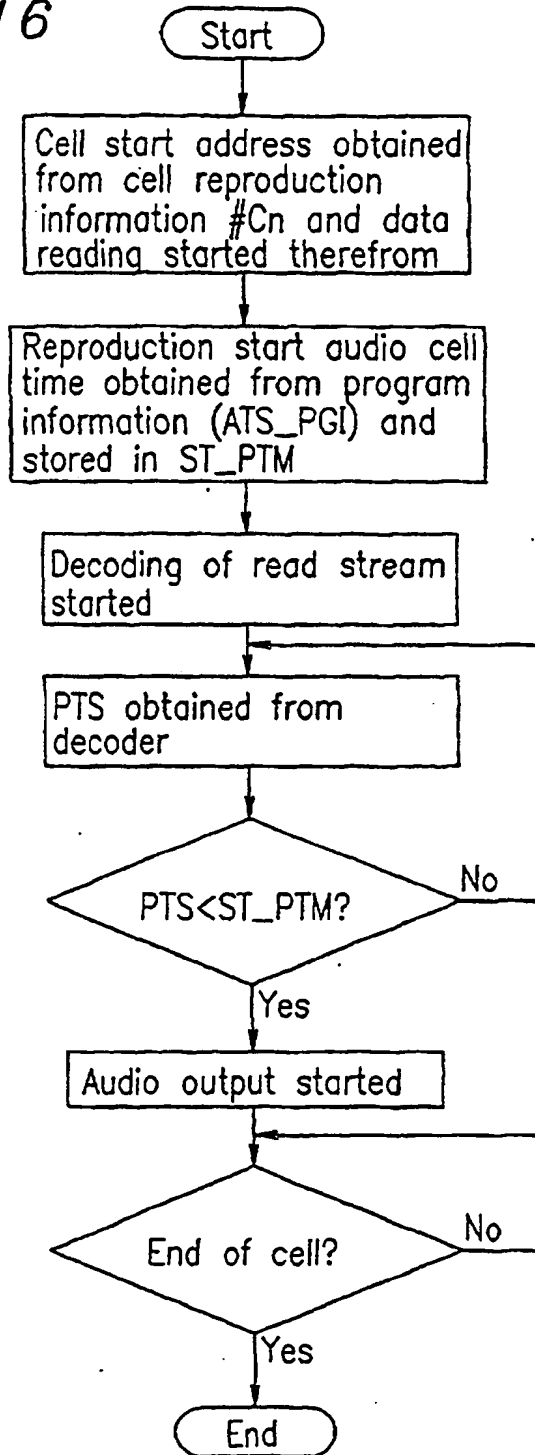 16
Start
Cell start address obtained
from cell reproduction
information #Cn and data
reading started therefrom
Reproduction start audio cell
time obtained from program
information (ATS_PGI) and
stored in ST_PTM
Decoding of read stream
started
PTS obtained from
decoder
PTS<ST_PTM?
No
Yes
Audio output started
End of cell?
No
Yes
End